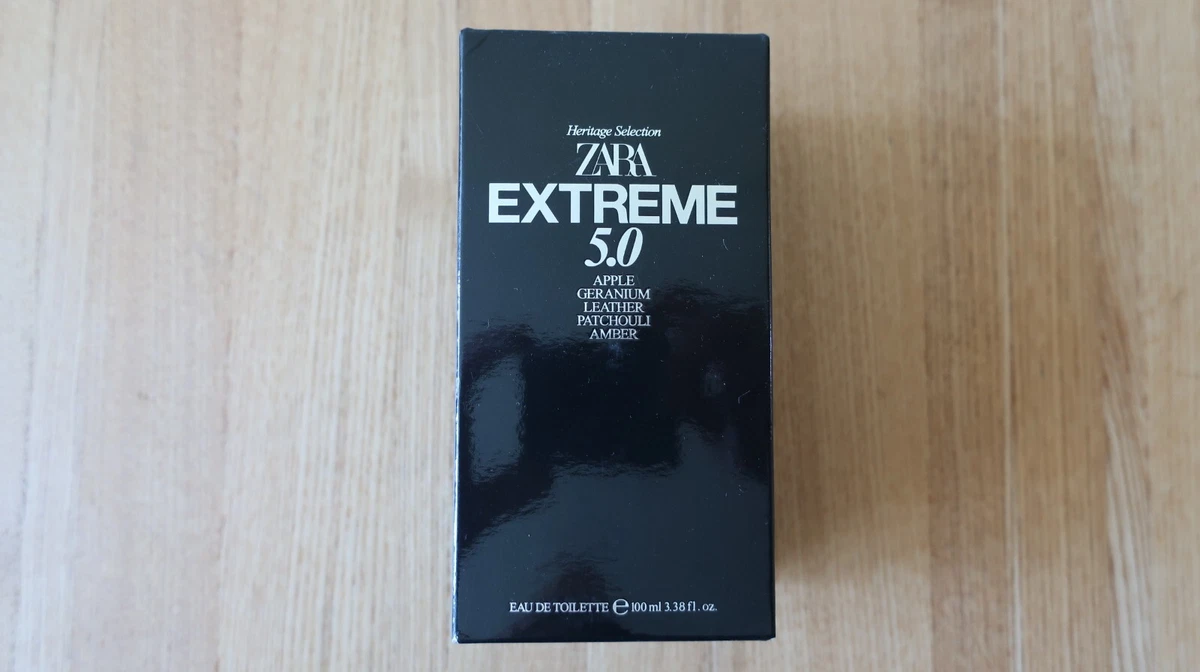 Heritage Selection
ZARA
EXTREME
5.0
APPLE
GERANIUM
LEATHER
PATCHOULI
AMBER
EAU DE TOILETTE ℮ 100 ml 3.38 fl. oz.